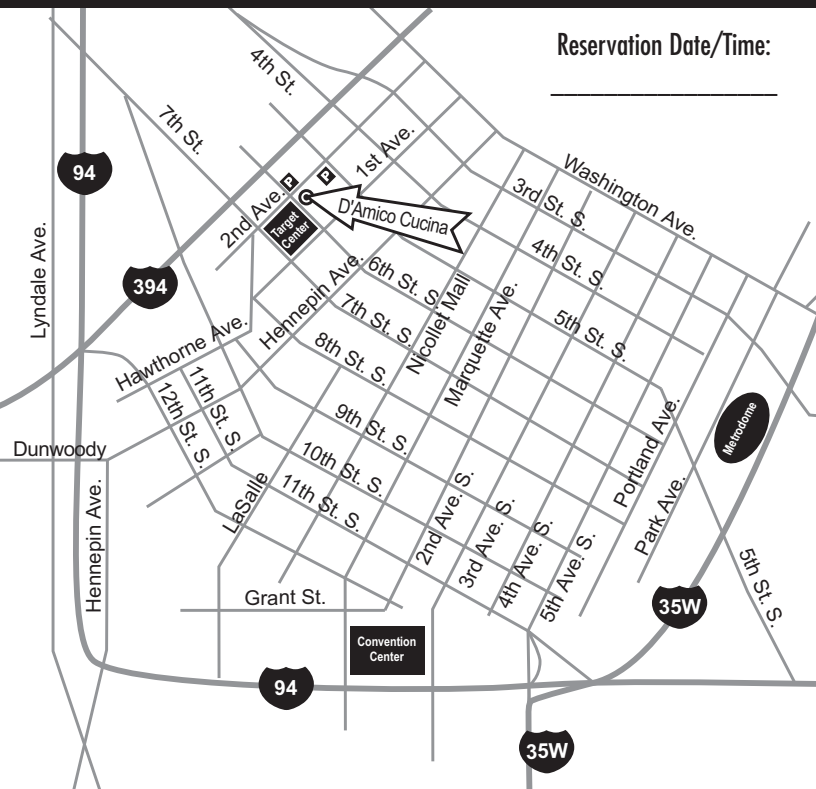 Reservation Date/Time:
___________________
4th St.
7th St.
1st Ave.
94
Washington Ave.
P
P
3rd St. S.
2nd Ave.
D'Amico Cucina
Target
Center
Lyndale Ave.
4th St. S.
6th St. S.
394
Hennepin Ave.
Nicollet Mall
Marquette Ave.
7th St. S.
5th St. S.
Hawthorne Ave.
8th St. S.
11th St. S.
12th St. S.
9th St. S.
Metrodome
Portland Ave.
Dunwoody
10th St. S.
LaSalle
11th St. S.
2nd Ave. S.
3rd Ave. S.
4th Ave. S.
5th Ave. S.
Park Ave.
Hennepin Ave.
5th St. S.
Grant St.
35W
Convention
Center
94
35W